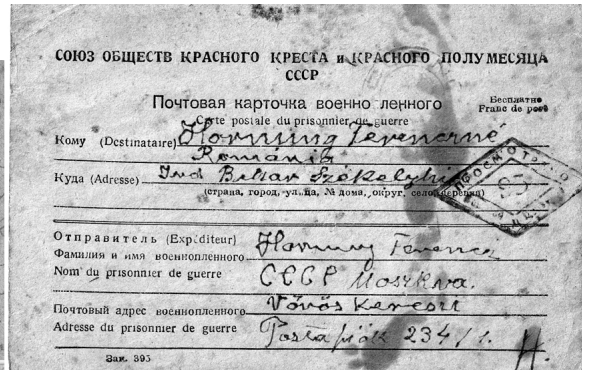 СОЮЗ ОБЩЕСТВ КРАСНОГО КРЕСТА и КРАСНОГО ПОЛУМЕСЯЦА
СССР
Почтовая карточка военнопленного
Carte postale du prisonnier de guerre
Бесплатно
Franc de port
Кому (Destinataire) Hornung Ferencné
România
Куда (Adresse) Jud Bihar Székelyhid
(страна, город, улица, № дома, округ, село, деревня)
ПРОСМОТРЕНО
Отправитель (Expéditeur) Hornung Ferenc
Фамилия и имя военнопленного
Nom du prisonnier de guerre СССР Moszkva.
Почтовый адрес военнопленного Vörös Kereszt
Adresse du prisonnier de guerre Postafiók 234/1.
Зак. 395